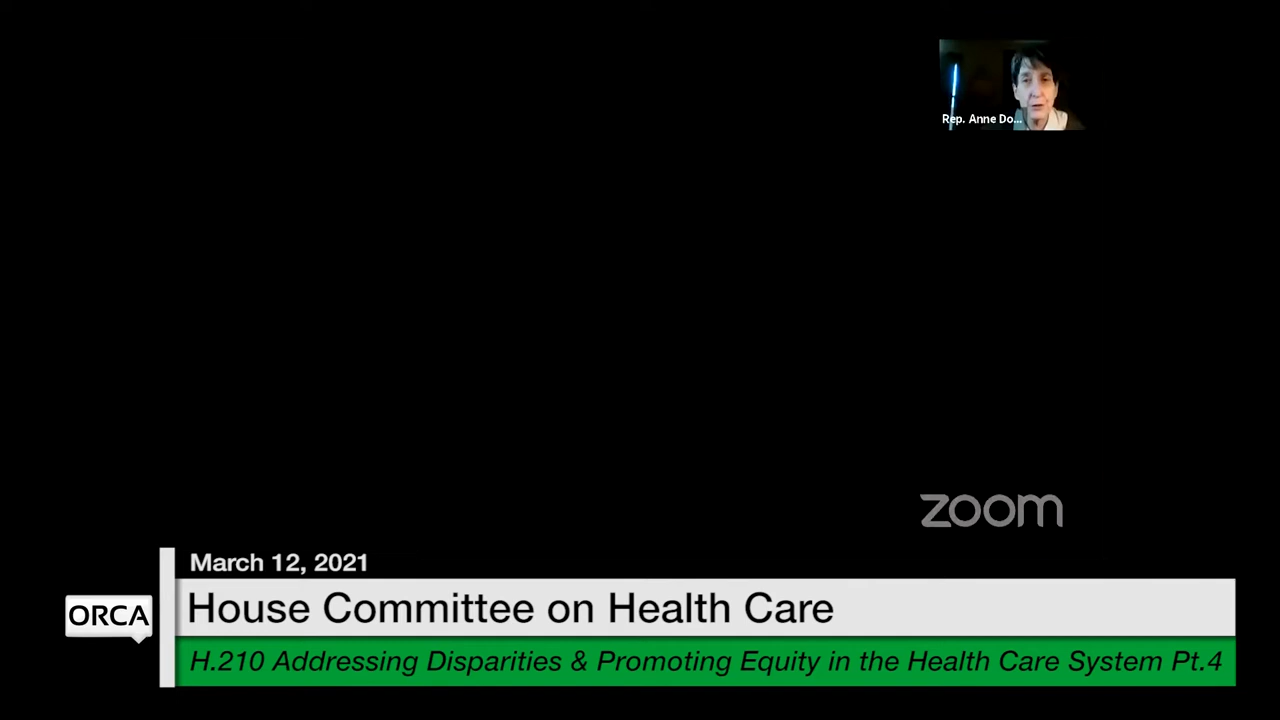 Rep. Anne Do...
zoom
March 12, 2021
House Committee on Health Care
ORCA
H.210 Addressing Disparities & Promoting Equity in the Health Care System Pt.4